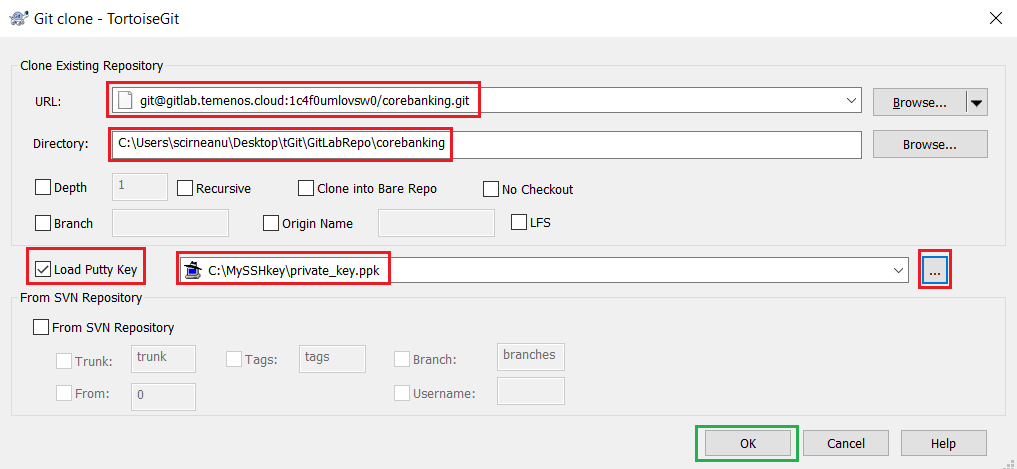 Git clone - TortoiseGit
Clone Existing Repository
URL: git@gitlab.temenos.cloud:1c4f0umlovsw0/corebanking.git Browse...
Directory: C:\Users\scirneanu\Desktop\tGit\GitLabRepo\corebanking Browse...
Depth 1 Recursive Clone into Bare Repo No Checkout
Branch Origin Name LFS
Load Putty Key C:\MySSHkey\private_key.ppk ...
From SVN Repository
From SVN Repository
Trunk: trunk Tags: tags Branch: branches
From: 0 Username:
OK Cancel Help